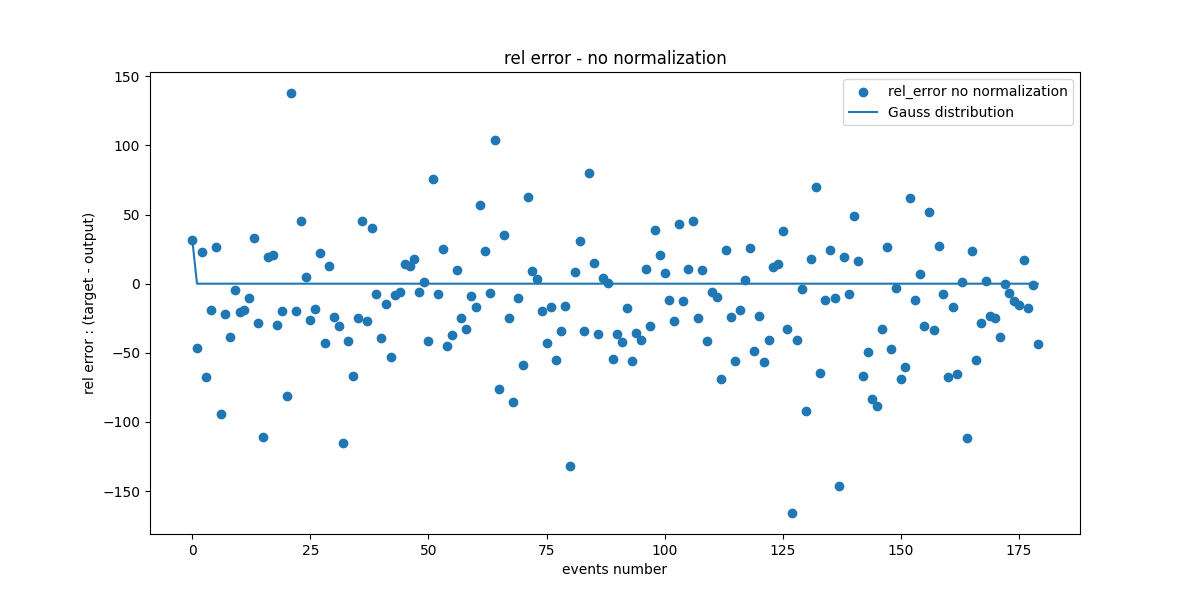 rel error - no normalization
rel_error no normalization
Gauss distribution
150
100
50
0
−50
−100
−150
rel error : (target - output)
0 25 50 75 100 125 150 175
events number